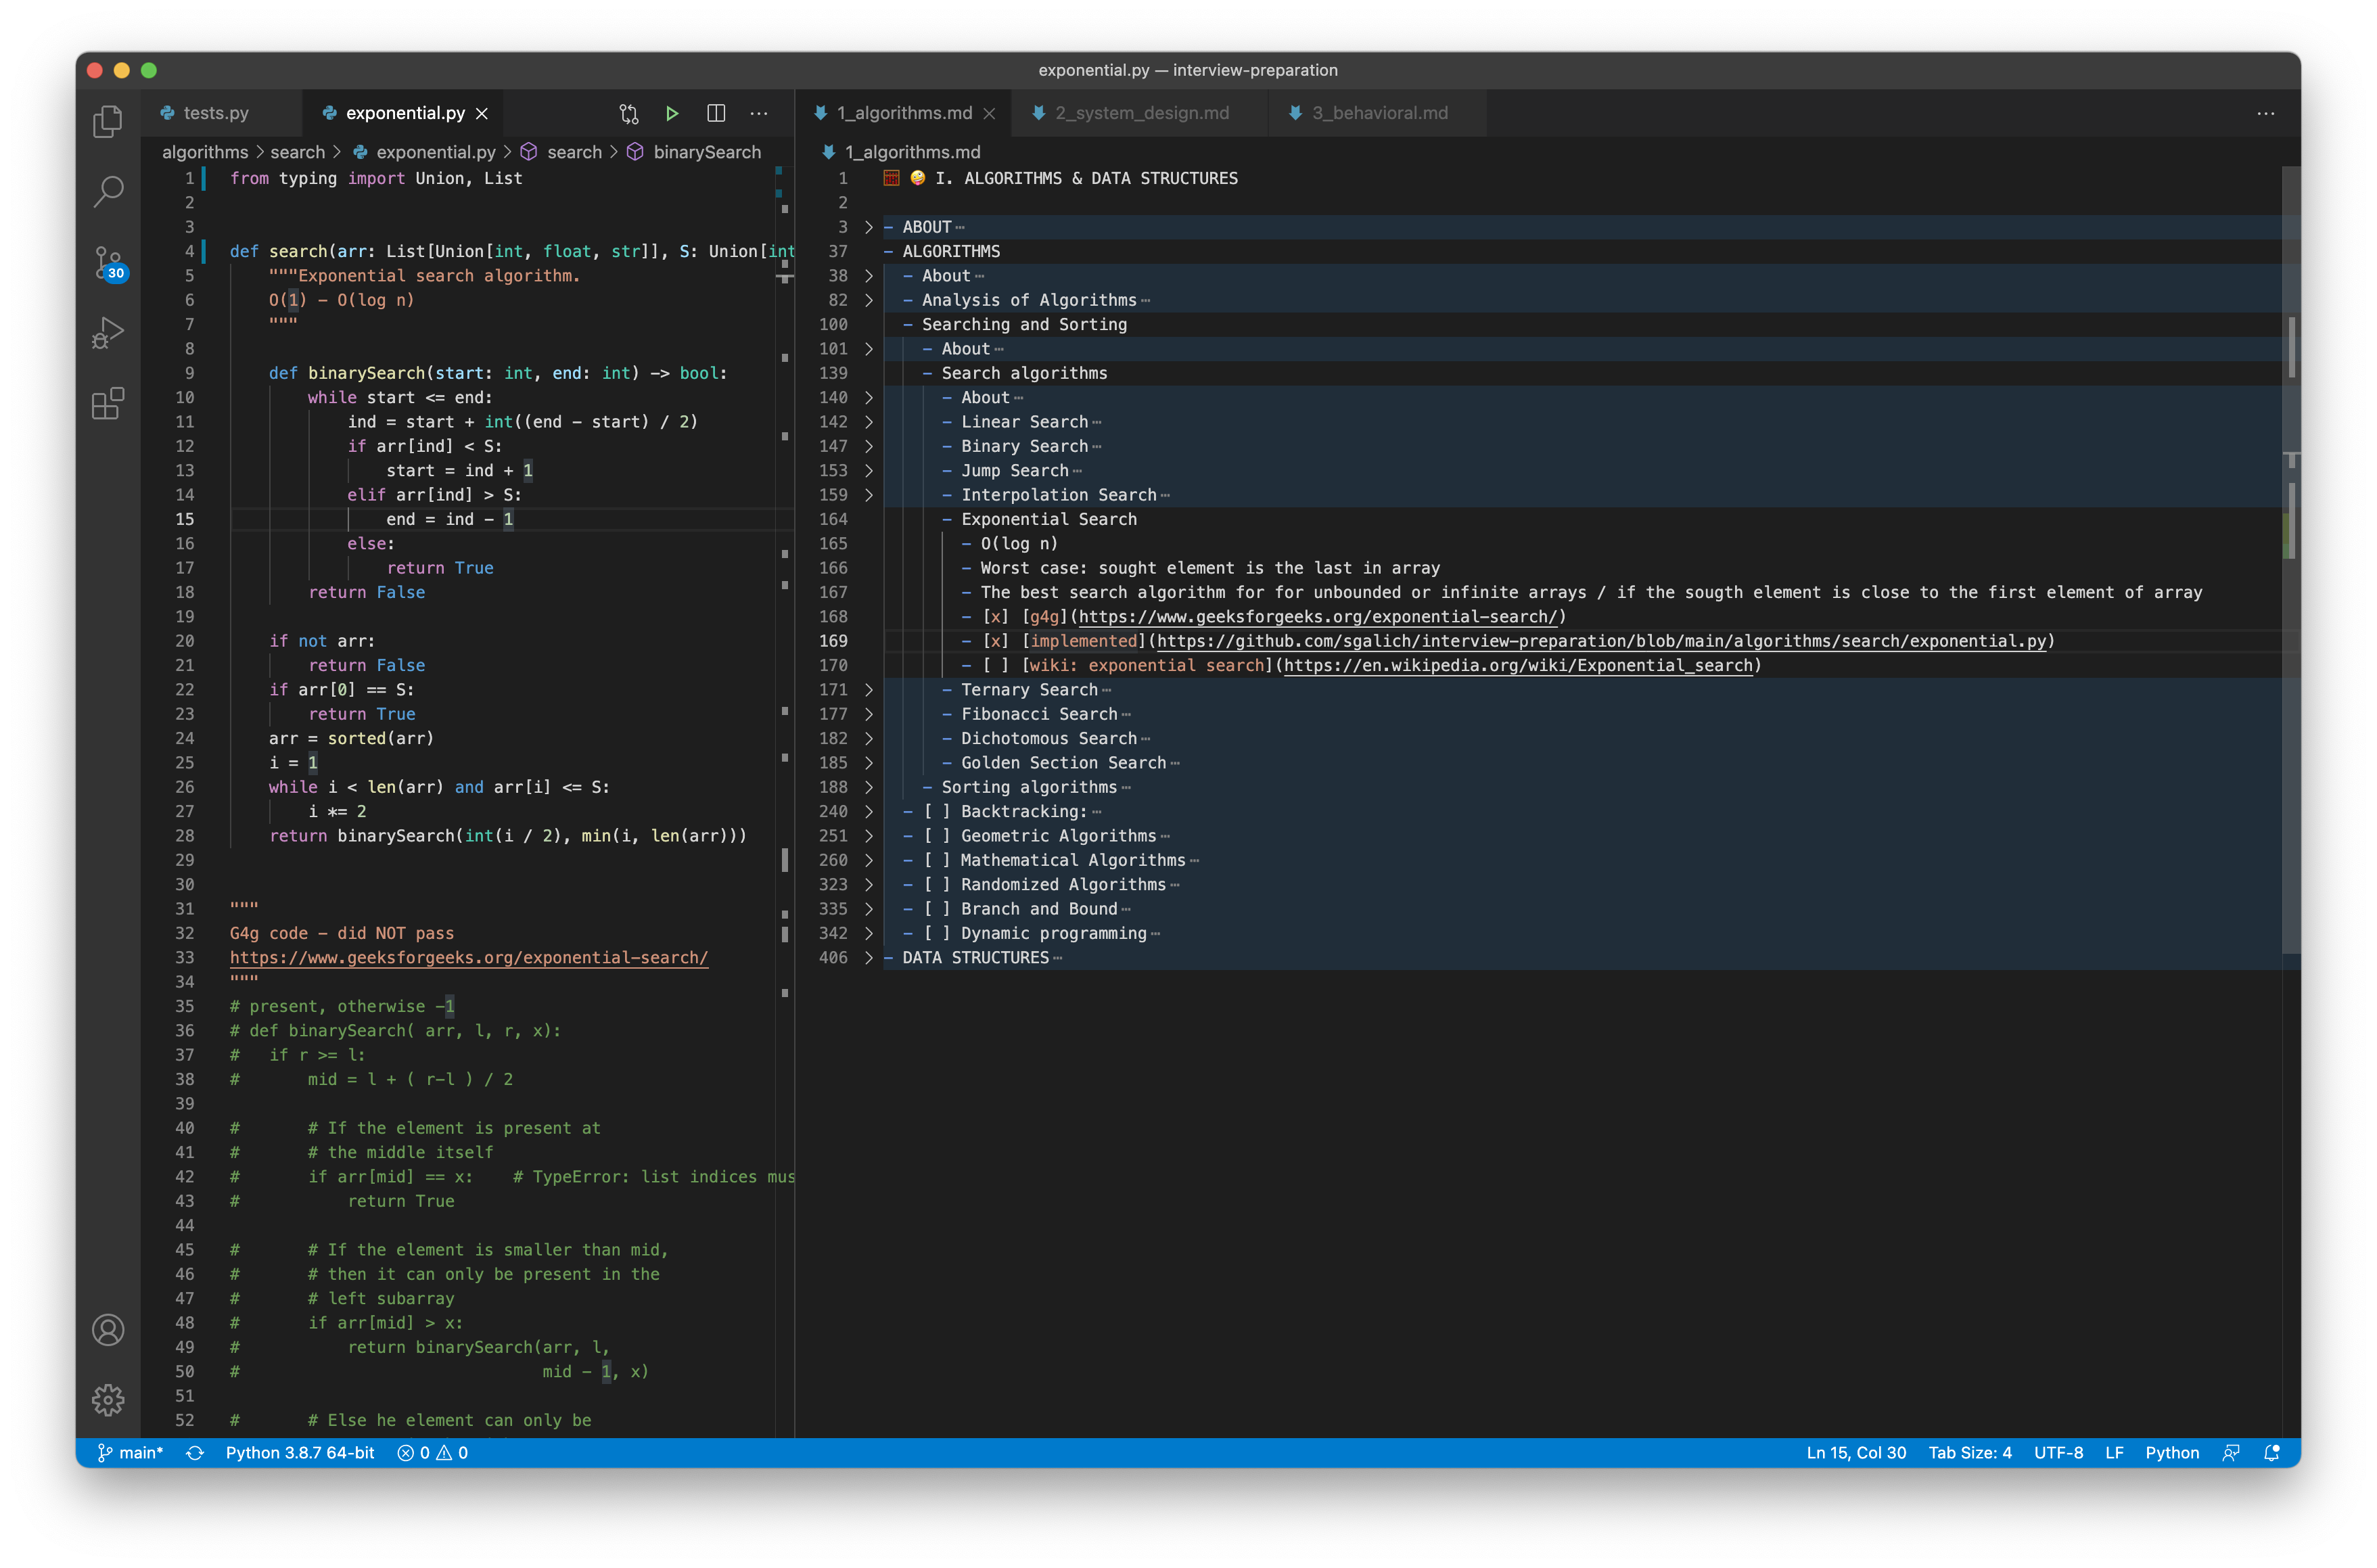 exponential.py — interview-preparation
tests.py
exponential.py
algorithms > search > exponential.py > search > binarySearch
1 from typing import Union, List
2
3
4 def search(arr: List[Union[int, float, str]], S: Union[int
5     """Exponential search algorithm.
6     O(1) - O(log n)
7     """
8
9     def binarySearch(start: int, end: int) -> bool:
10         while start <= end:
11             ind = start + int((end - start) / 2)
12             if arr[ind] < S:
13                 start = ind + 1
14             elif arr[ind] > S:
15                 end = ind - 1
16             else:
17                 return True
18         return False
19
20     if not arr:
21         return False
22     if arr[0] == S:
23         return True
24     arr = sorted(arr)
25     i = 1
26     while i < len(arr) and arr[i] <= S:
27         i *= 2
28     return binarySearch(int(i / 2), min(i, len(arr)))
29
30
31 """
32 G4g code - did NOT pass
33 https://www.geeksforgeeks.org/exponential-search/
34 """
35 # present, otherwise -1
36 # def binarySearch( arr, l, r, x):
37 #   if r >= l:
38 #       mid = l + ( r-l ) / 2
39
40 #       # If the element is present at
41 #       # the middle itself
42 #       if arr[mid] == x:    # TypeError: list indices mus
43 #           return True
44
45 #       # If the element is smaller than mid,
46 #       # then it can only be present in the
47 #       # left subarray
48 #       if arr[mid] > x:
49 #           return binarySearch(arr, l,
50 #                               mid - 1, x)
51
52 #       # Else he element can only be
1_algorithms.md
2_system_design.md
3_behavioral.md
1_algorithms.md
1 🧮 🤪 I. ALGORITHMS & DATA STRUCTURES
2
3 - ABOUT…
37 - ALGORITHMS
38   - About…
82   - Analysis of Algorithms…
100   - Searching and Sorting
101     - About…
139     - Search algorithms
140       - About…
142       - Linear Search…
147       - Binary Search…
153       - Jump Search…
159       - Interpolation Search…
164       - Exponential Search
165         - O(log n)
166         - Worst case: sought element is the last in array
167         - The best search algorithm for for unbounded or infinite arrays / if the sougth element is close to the first element of array
168         - [x] [g4g](https://www.geeksforgeeks.org/exponential-search/)
169         - [x] [implemented](https://github.com/sgalich/interview-preparation/blob/main/algorithms/search/exponential.py)
170         - [ ] [wiki: exponential search](https://en.wikipedia.org/wiki/Exponential_search)
171       - Ternary Search…
177       - Fibonacci Search…
182       - Dichotomous Search…
185       - Golden Section Search…
188     - Sorting algorithms…
240   - [ ] Backtracking:…
251   - [ ] Geometric Algorithms…
260   - [ ] Mathematical Algorithms…
323   - [ ] Randomized Algorithms…
335   - [ ] Branch and Bound…
342   - [ ] Dynamic programming…
406 - DATA STRUCTURES…
30
main* Python 3.8.7 64-bit 0 0 Ln 15, Col 30 Tab Size: 4 UTF-8 LF Python